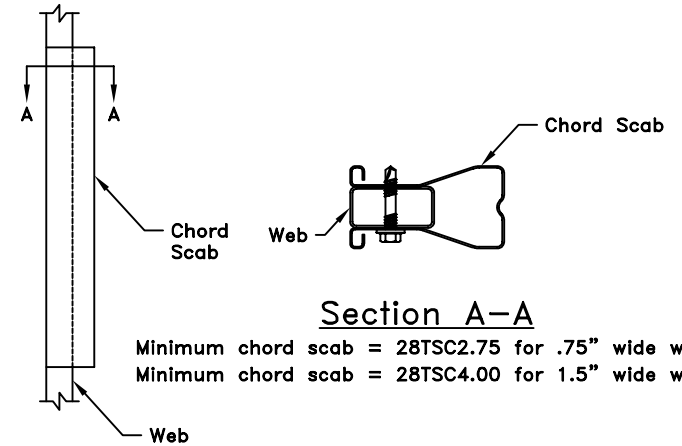 A A
Chord Scab
Chord
Scab
Web
Section A-A
Minimum chord scab = 28TSC2.75 for .75” wide w
Minimum chord scab = 28TSC4.00 for 1.5” wide w
Web